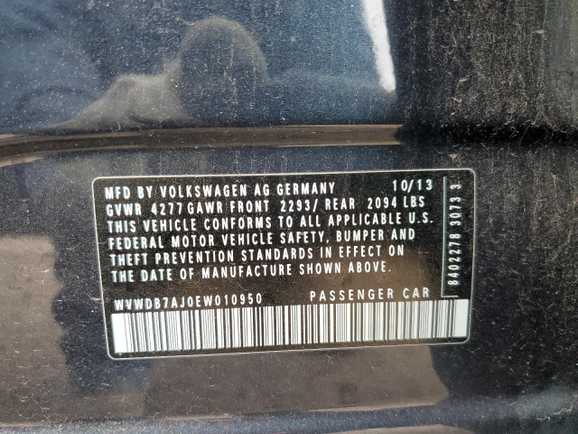 MFD BY VOLKSWAGEN AG GERMANY 10/13
GVWR 4277 GAWR FRONT 2293/ REAR 2094 LBS
THIS VEHICLE CONFORMS TO ALL APPLICABLE U.S.
FEDERAL MOTOR VEHICLE SAFETY, BUMPER AND
THEFT PREVENTION STANDARDS IN EFFECT ON
THE DATE OF MANUFACTURE SHOWN ABOVE.
WVWDB7AJ0EW010950 PASSENGER CAR
8402278 3073 3